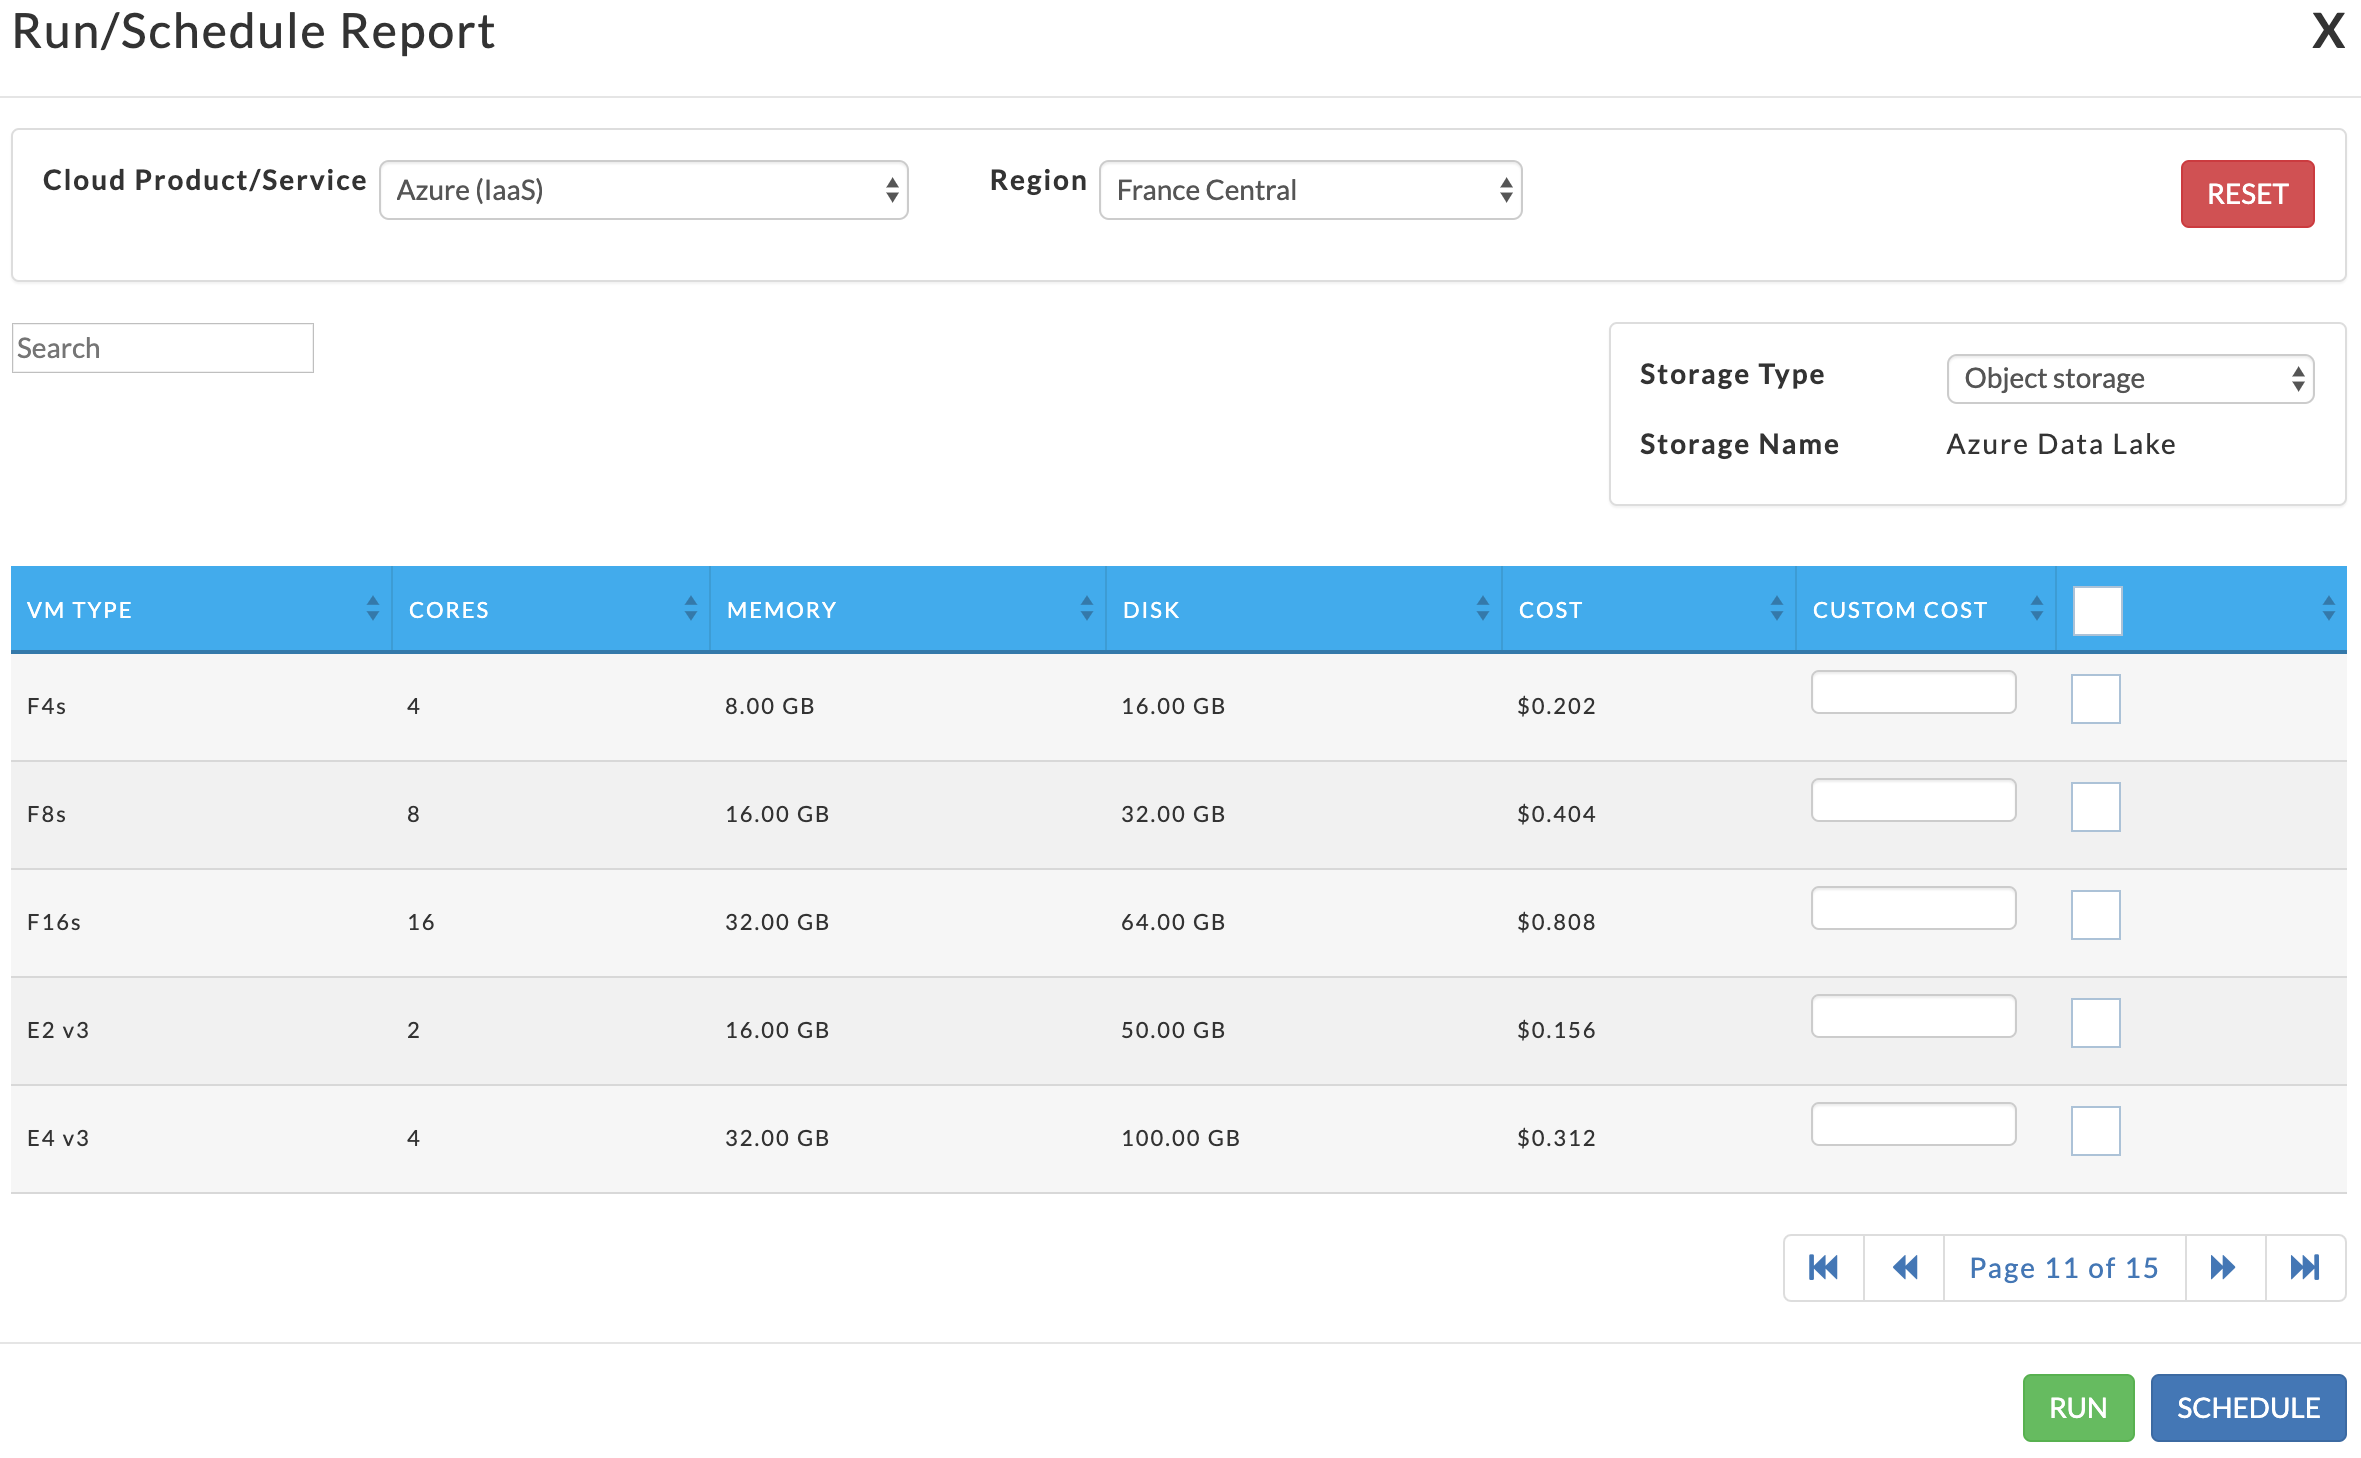 Run/Schedule Report X
Cloud Product/Service Azure (IaaS) Region France Central RESET
Search
Storage Type Object storage
Storage Name Azure Data Lake
VM TYPE CORES MEMORY DISK COST CUSTOM COST
F4s 4 8.00 GB 16.00 GB $0.202
F8s 8 16.00 GB 32.00 GB $0.404
F16s 16 32.00 GB 64.00 GB $0.808
E2 v3 2 16.00 GB 50.00 GB $0.156
E4 v3 4 32.00 GB 100.00 GB $0.312
Page 11 of 15
RUN SCHEDULE